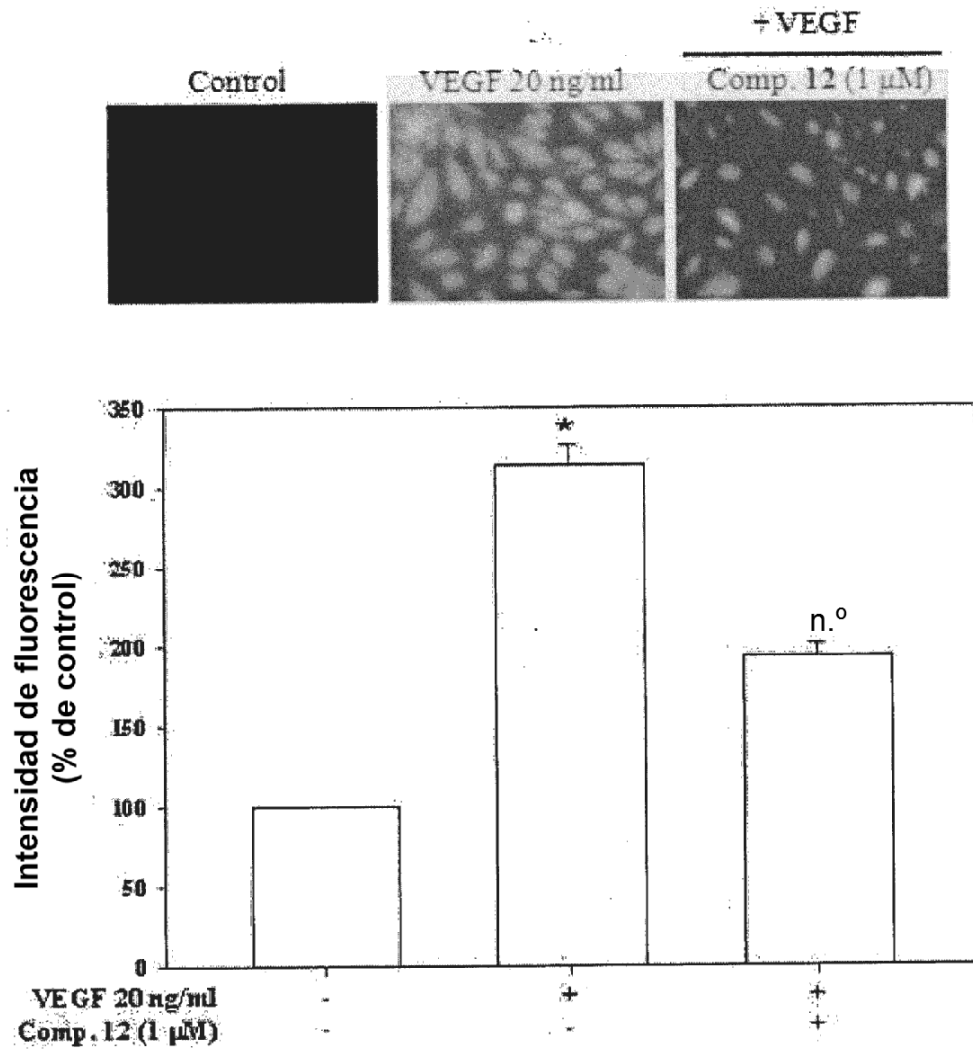 + VEGF
Control VEGF 20 ng/ml Comp. 12 (1 µM)
Intensidad de fluorescencia
(% de control)
350
300
250
200
150
100
50
0
*
n.º
VEGF 20 ng/ml - + +
Comp. 12 (1 µM) - - +